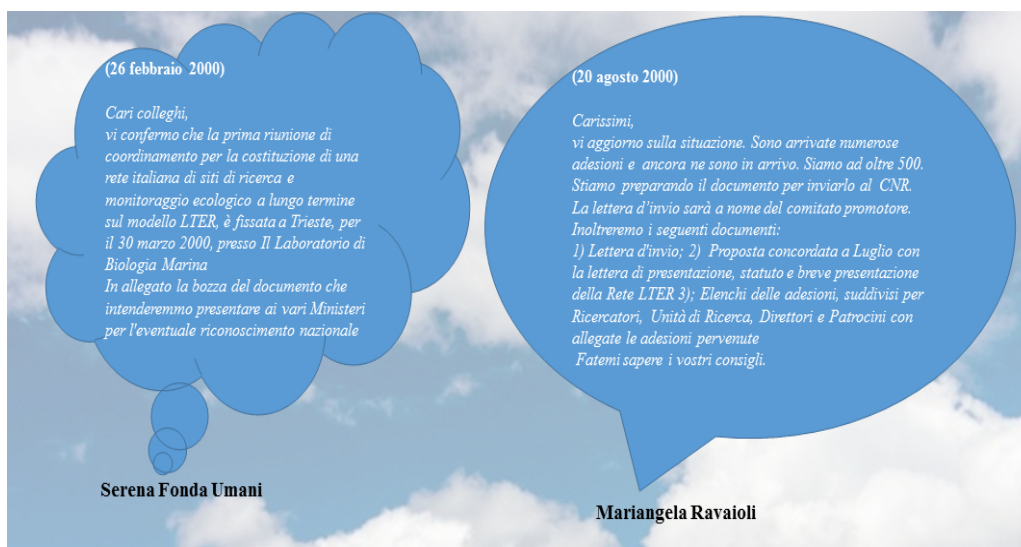 (26 febbraio 2000)
Cari colleghi,
vi confermo che la prima riunione di
coordinamento per la costituzione di una
rete italiana di siti di ricerca e
monitoraggio ecologico a lungo termine
sul modello LTER, è fissata a Trieste, per
il 30 marzo 2000, presso Il Laboratorio di
Biologia Marina
In allegato la bozza del documento che
intenderemmo presentare ai vari Ministeri
per l'eventuale riconoscimento nazionale
Serena Fonda Umani
(20 agosto 2000)
Carissimi,
vi aggiorno sulla situazione. Sono arrivate numerose
adesioni e ancora ne sono in arrivo. Siamo ad oltre 500.
Stiamo preparando il documento per inviarlo al CNR.
La lettera d'invio sarà a nome del comitato promotore.
Inoltreremo i seguenti documenti:
1) Lettera d'invio; 2) Proposta concordata a Luglio con
la lettera di presentazione, statuto e breve presentazione
della Rete LTER 3); Elenchi delle adesioni, suddivisi per
Ricercatori, Unità di Ricerca, Direttori e Patrocini con
allegate le adesioni pervenute
Fatemi sapere i vostri consigli.
Mariangela Ravaioli